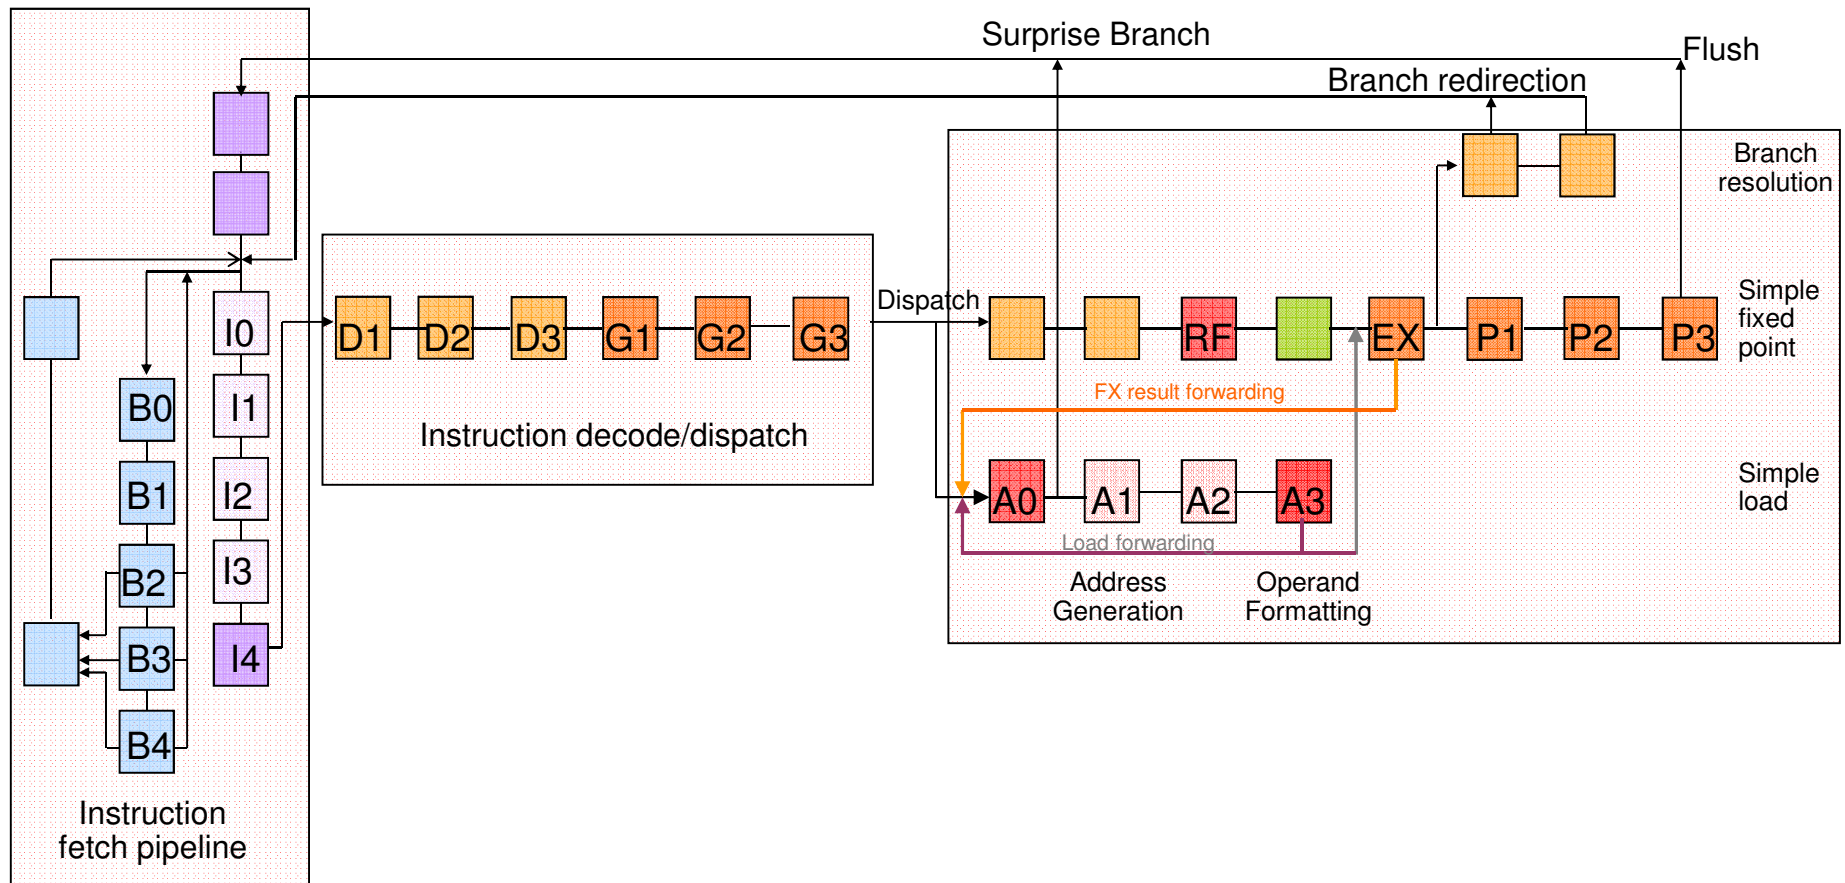 Surprise Branch
Flush
Branch redirection
Branch
resolution
Dispatch
Simple
fixed
point
I0
D1
D2
D3
G1
G2
G3
RF
EX
P1
P2
P3
FX result forwarding
B0
I1
Instruction decode/dispatch
B1
I2
A0
A1
A2
A3
Simple
load
Load forwarding
B2
I3
Address
Generation
Operand
Formatting
B3
I4
B4
Instruction
fetch pipeline